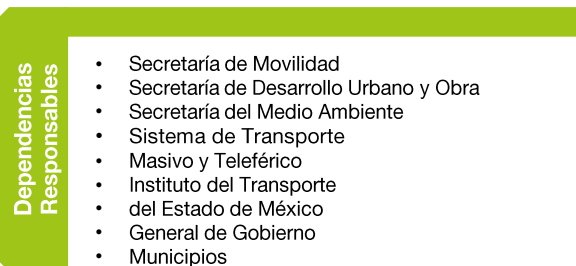 Dependencias
Responsables
• Secretaría de Movilidad
• Secretaría de Desarrollo Urbano y Obra
• Secretaría del Medio Ambiente
• Sistema de Transporte
• Masivo y Teleférico
• Instituto del Transporte
• del Estado de México
• General de Gobierno
• Municipios